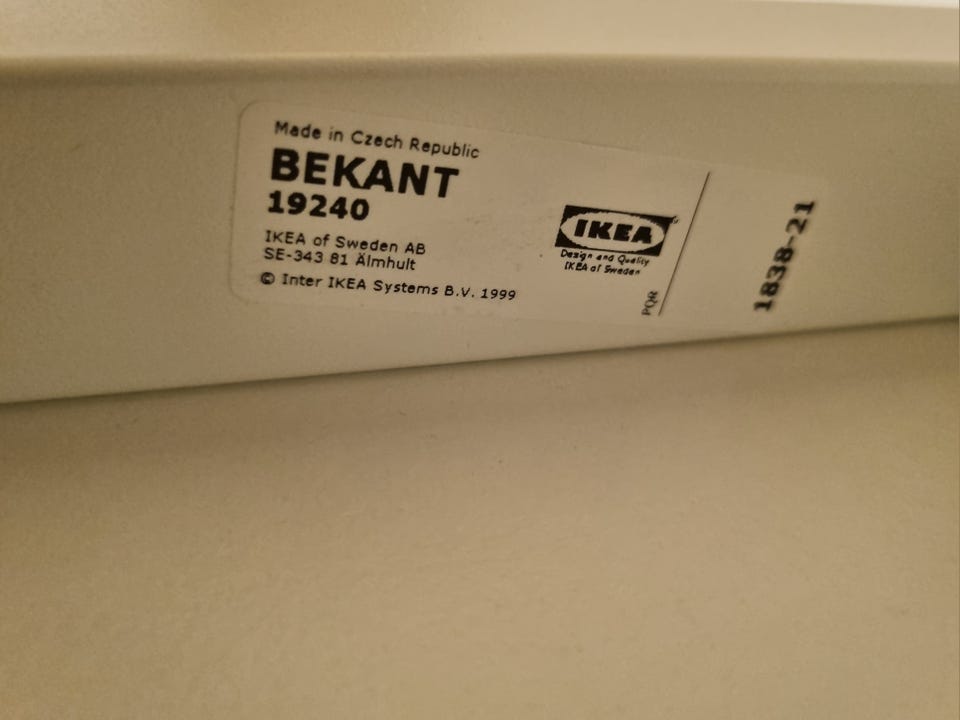 Made in Czech Republic
BEKANT
19240
IKEA of Sweden AB
SE-343 81 Älmhult
© Inter IKEA Systems B.V. 1999
IKEA
Design and Quality
IKEA of Sweden
PQR
1838-21